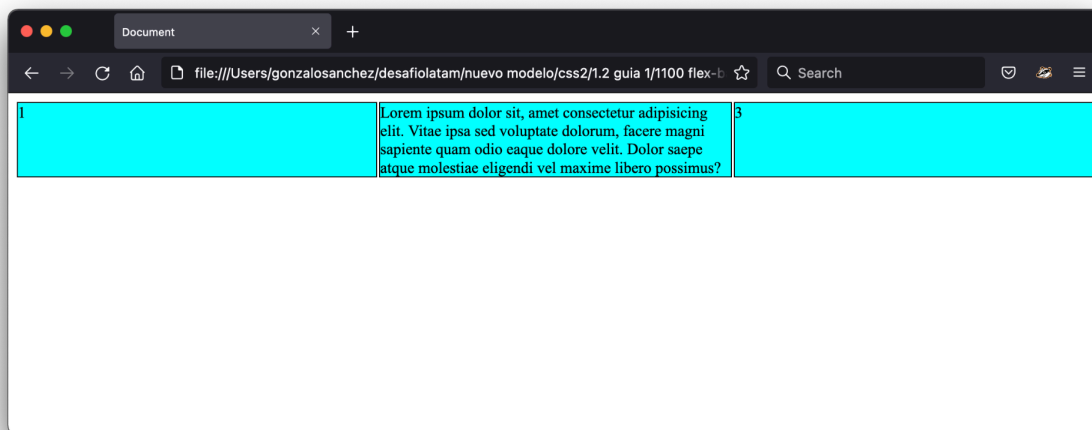 Document
file:///Users/gonzalosanchez/desafiolatam/nuevo modelo/css2/1.2 guia 1/1100 flex-b
Search
1
Lorem ipsum dolor sit, amet consectetur adipisicing
elit. Vitae ipsa sed voluptate dolorum, facere magni
sapiente quam odio eaque dolore velit. Dolor saepe
atque molestiae eligendi vel maxime libero possimus?
3